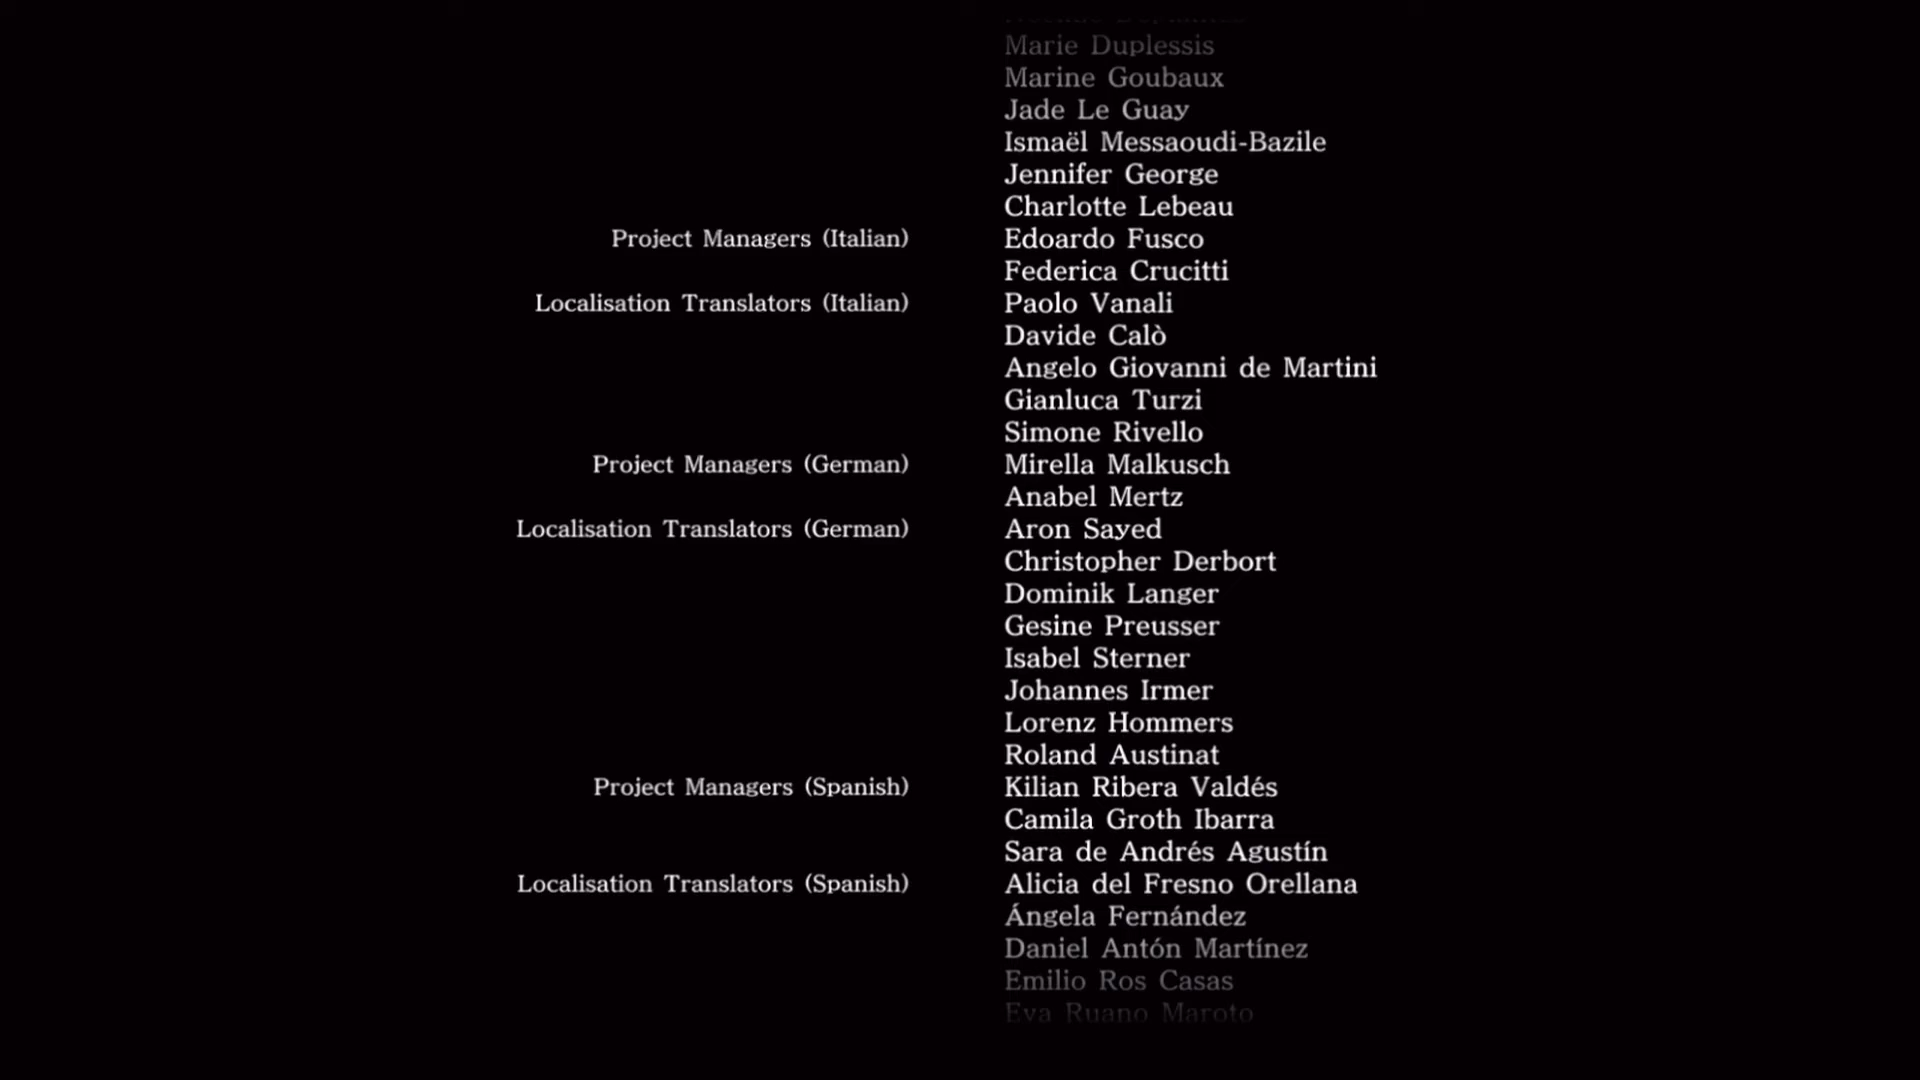 Marie Duplessis
Marine Goubaux
Jade Le Guay
Ismaël Messaoudi-Bazile
Jennifer George
Charlotte Lebeau
Project Managers (Italian) Edoardo Fusco
Federica Crucitti
Localisation Translators (Italian) Paolo Vanali
Davide Calò
Angelo Giovanni de Martini
Gianluca Turzi
Simone Rivello
Project Managers (German) Mirella Malkusch
Anabel Mertz
Localisation Translators (German) Aron Sayed
Christopher Derbort
Dominik Langer
Gesine Preusser
Isabel Sterner
Johannes Irmer
Lorenz Hommers
Roland Austinat
Project Managers (Spanish) Kilian Ribera Valdés
Camila Groth Ibarra
Sara de Andrés Agustín
Localisation Translators (Spanish) Alicia del Fresno Orellana
Ángela Fernández
Daniel Antón Martínez
Emilio Ros Casas
Eva Ruano Maroto